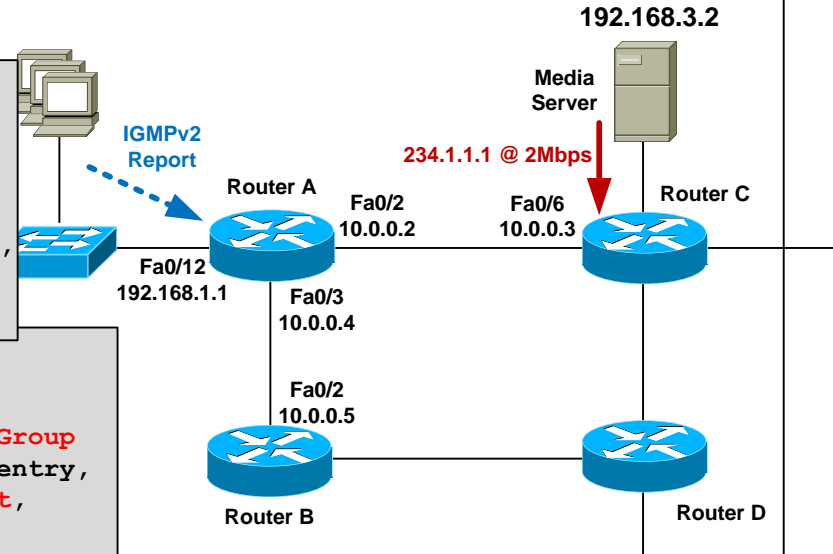 192.168.3.2
Media
Server
IGMPv2
Report
234.1.1.1 @ 2Mbps
Router A
Router C
Fa0/2
10.0.0.2
Fa0/6
10.0.0.3
,
Fa0/12
192.168.1.1
Fa0/3
10.0.0.4
Fa0/2
10.0.0.5
Group
entry,
t,
Router B
Router D